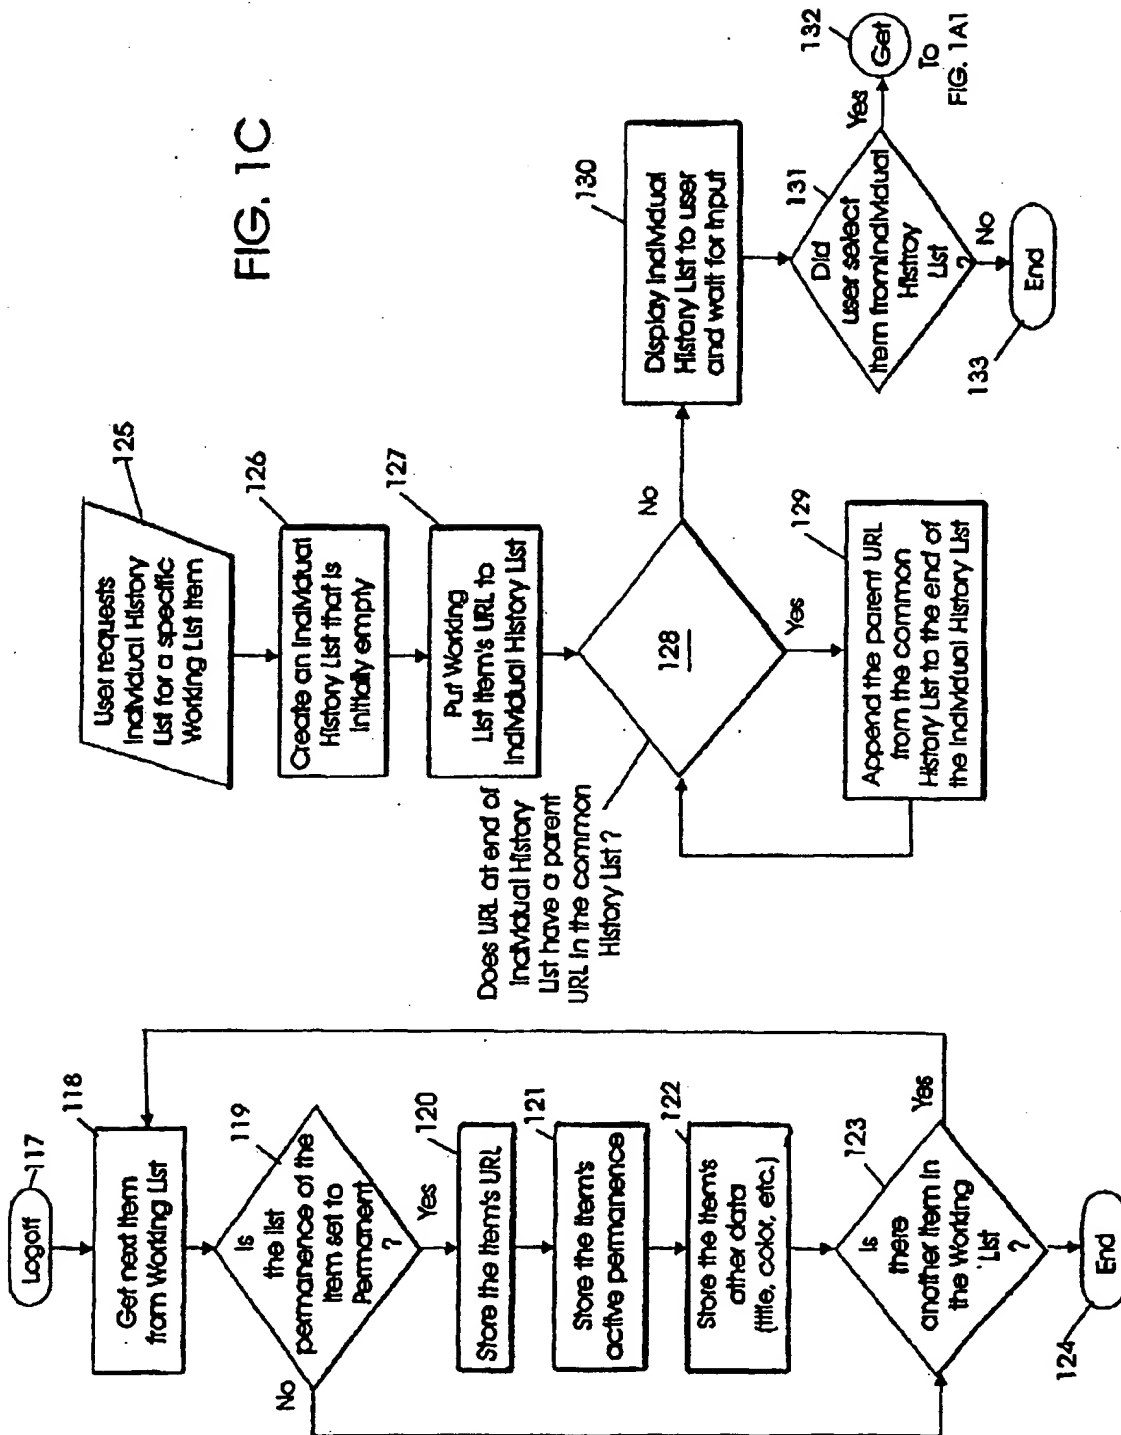 FIG. 1C
Logoff
117
118
Get next item
from Working List
119
Is
the list
permanence of the
item set to
Permanent
?
No
Yes
120
Store the item's URL
121
Store the item's
active permanence
122
Store the item's
other data
(title, color, etc.)
123
Is
there
another item in
the Working
List
?
Yes
End
124
125
User requests
Individual History
List for a specific
Working List item
126
Create an Individual
History List that is
initially empty
127
Put Working
List item's URL to
Individual History List
Does URL at end of
Individual History
List have a parent
URL in the common
History List ?
128
No
Yes
129
Append the parent URL
from the common
History List to the end of
the Individual History List
130
Display Individual
History List to user
and wait for input
131
Did
user select
item fromIndividual
Histroy
List
?
Yes
132
Get
To
FIG. 1A1
No
End
133